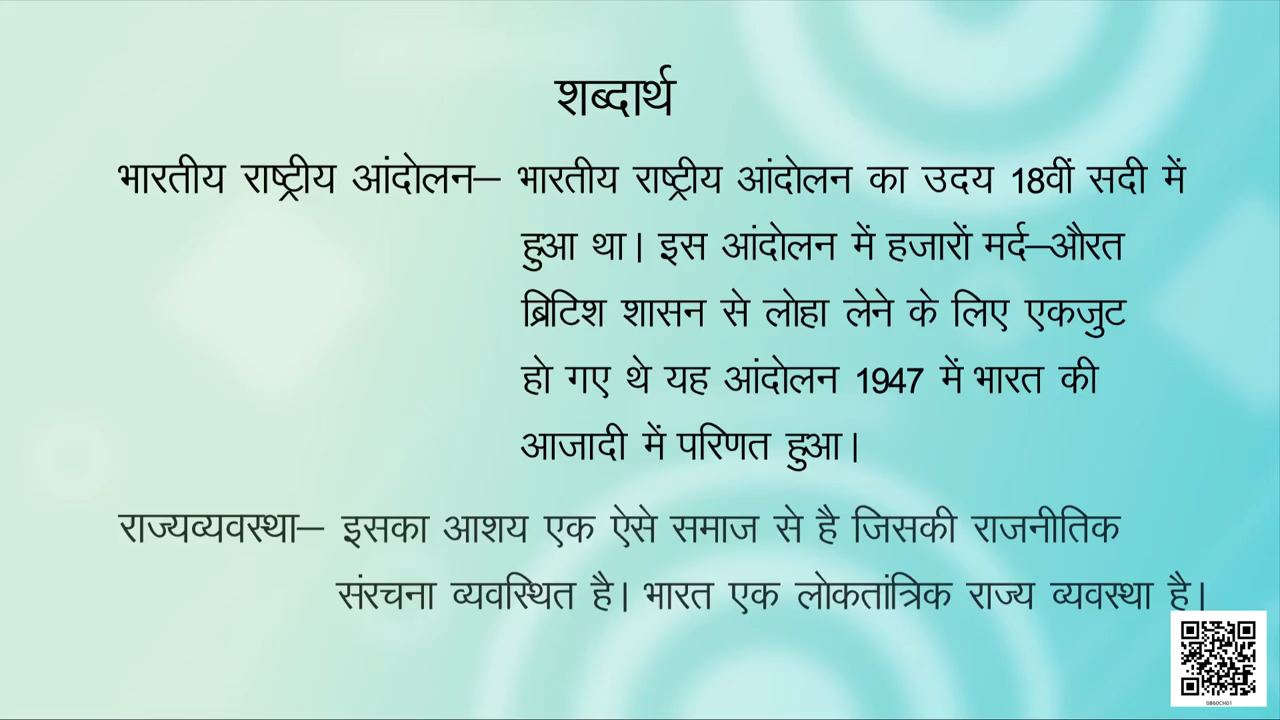 शब्दार्थ
भारतीय राष्ट्रीय आंदोलन– भारतीय राष्ट्रीय आंदोलन का उदय 18वीं सदी में
हुआ था। इस आंदोलन में हजारों मर्द–औरत
ब्रिटिश शासन से लोहा लेने के लिए एकजुट
हो गए थे यह आंदोलन 1947 में भारत की
आजादी में परिणत हुआ।
राज्यव्यवस्था– इसका आशय एक ऐसे समाज से है जिसकी राजनीतिक
संरचना व्यवस्थित है। भारत एक लोकतांत्रिक राज्य व्यवस्था है।
0860CH01